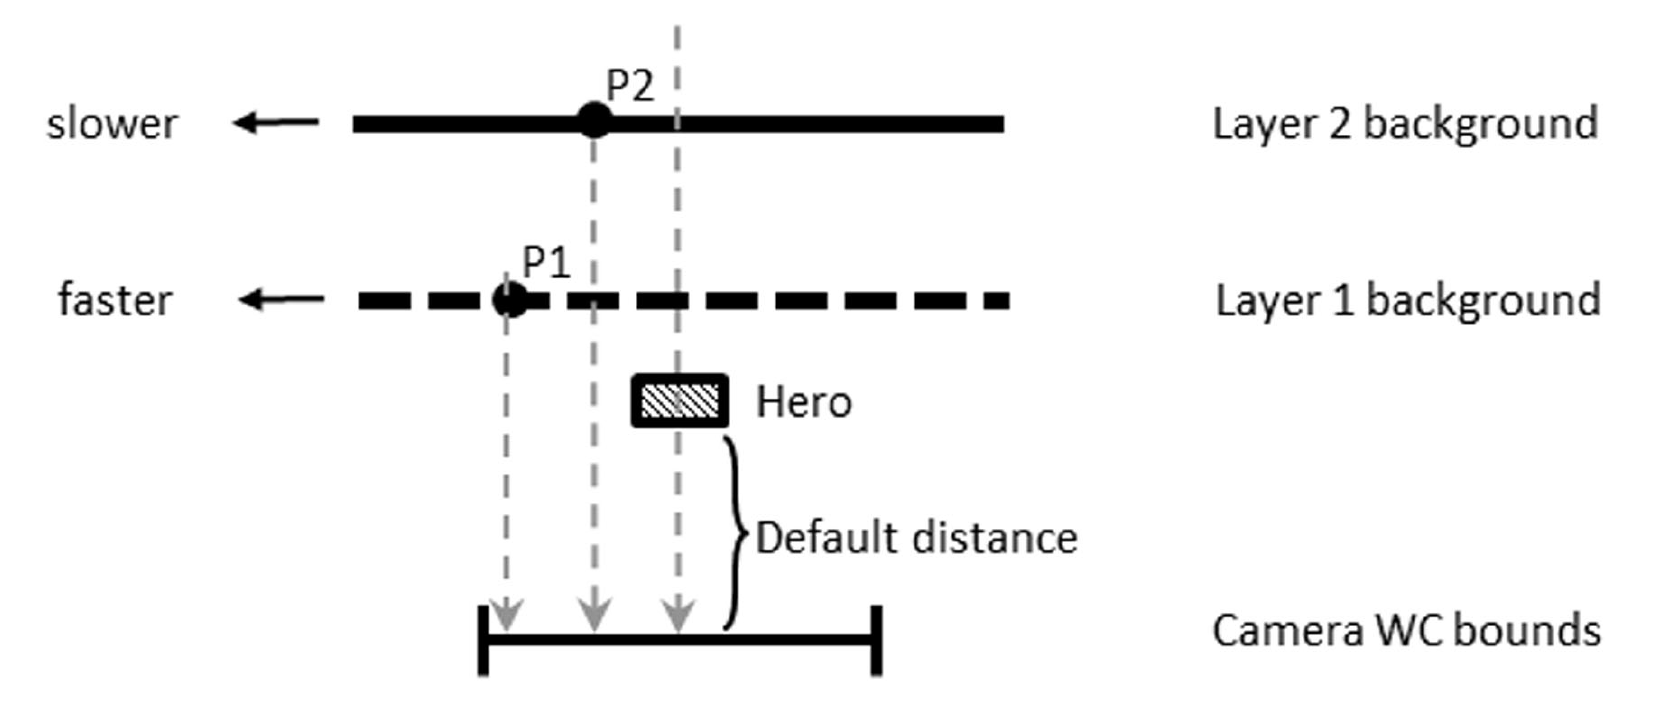 P2
slower
Layer 2 background
P1
faster
Layer 1 background
Hero
Default distance
Camera WC bounds